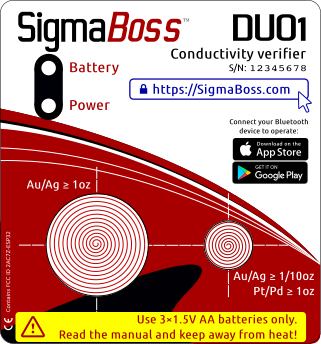 SigmaBoss™ DUO1
Conductivity verifier
S/N: 12345678
Battery
https://SigmaBoss.com
Power
Connect your Bluetooth
device to operate:
Download on the
App Store
GET IT ON
Google Play
Au/Ag ≥ 1oz
Au/Ag ≥ 1/10oz
Pt/Pd ≥ 1oz
Contains FCC ID 2AC7Z-ESP32
CE
Use 3×1.5V AA batteries only.
Read the manual and keep away from heat!